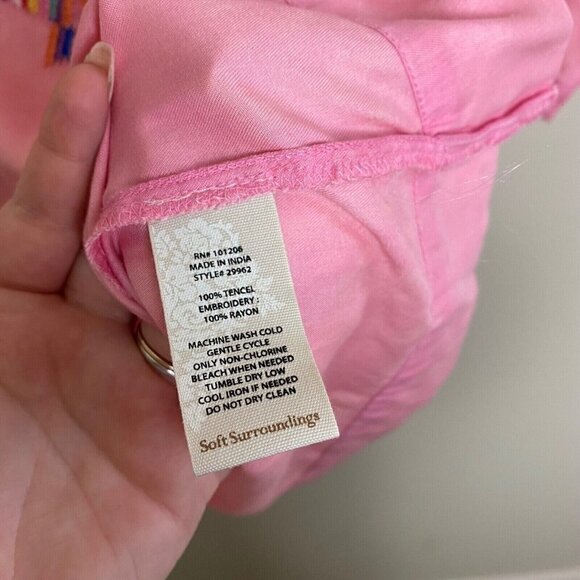 RN# 101206
MADE IN INDIA
STYLE# 29962
100% TENCEL
EMBROIDERY :
100% RAYON
MACHINE WASH COLD
GENTLE CYCLE
ONLY NON-CHLORINE
BLEACH WHEN NEEDED
TUMBLE DRY LOW
COOL IRON IF NEEDED
DO NOT DRY CLEAN
Soft Surroundings